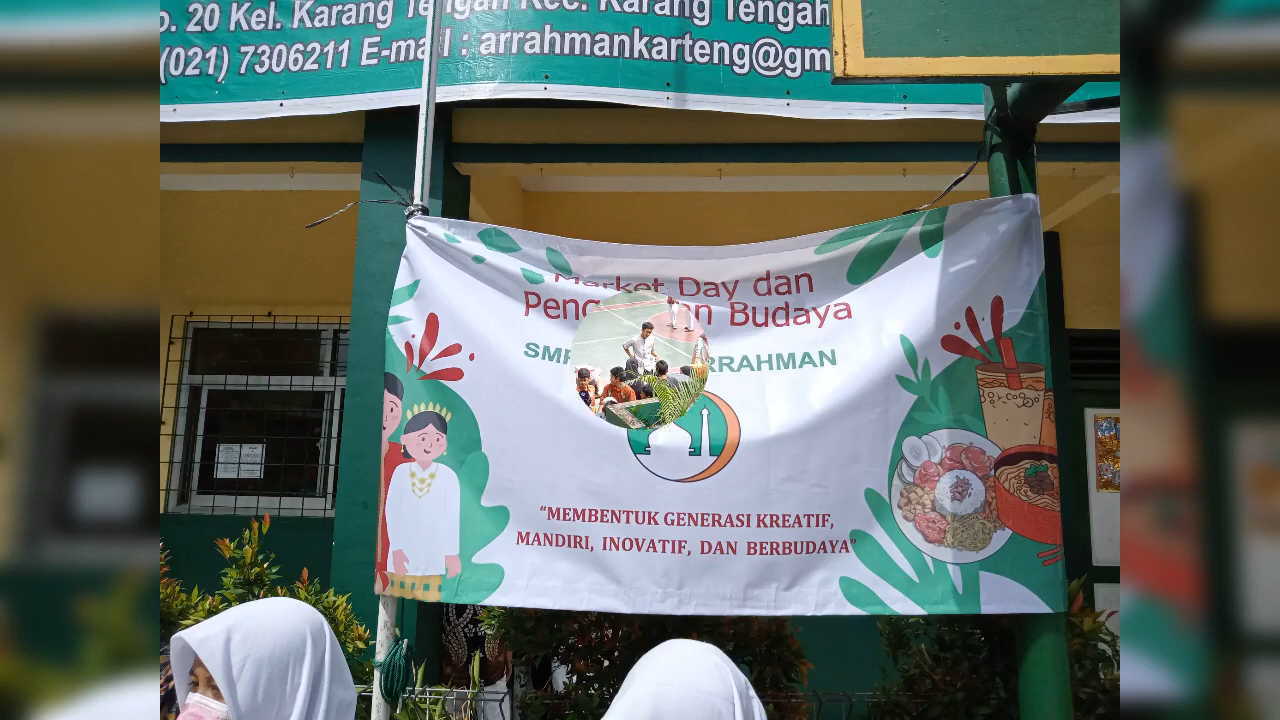 . 20 Kel. Karang Tengah Kec. Karang Tengah
(021) 7306211 E-mail : arrahmankarteng@gm
Market Day dan
Budaya
SMP RRAHMAN
“MEMBENTUK GENERASI KREATIF,
MANDIRI, INOVATIF, DAN BERBUDAYA”